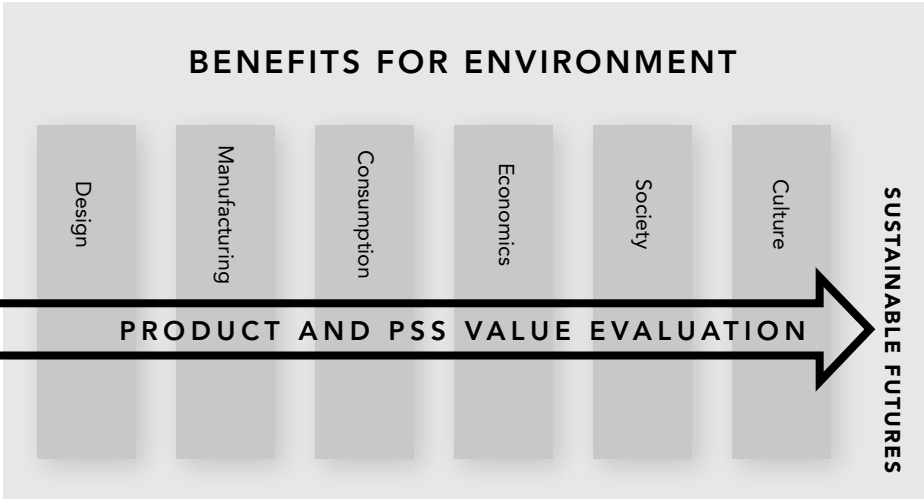 BENEFITS FOR ENVIRONMENT
Design
Manufacturing
Consumption
Economics
Society
Culture
PRODUCT AND PSS VALUE EVALUATION
SUSTAINABLE FUTURES